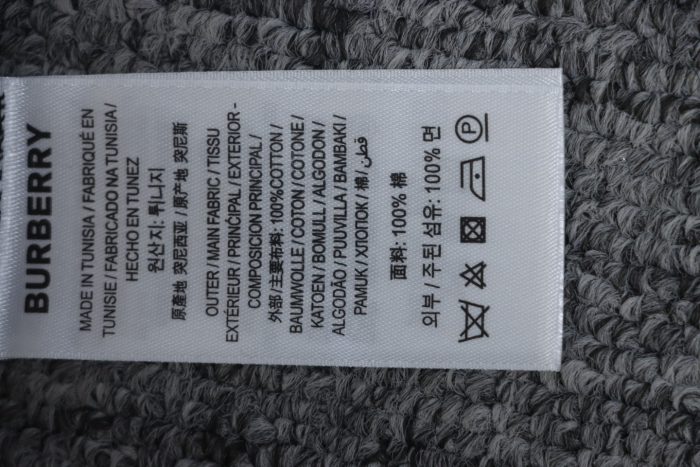 BURBERRY
MADE IN TUNISIA / FABRIQUÉ EN
TUNISIE / FABRICADO NA TUNISIA /
HECHO EN TUNEZ
원산지: 튀니지
原產地 突尼西亚 / 原产地 突尼斯
OUTER / MAIN FABRIC / TISSU
EXTÉRIEUR / PRINCIPAL / EXTERIOR -
COMPOSICION PRINCIPAL /
外部 /主要布料: 100%COTTON /
BAUMWOLLE / COTON / COTONE /
KATOEN / BOMULL / ALGODON /
ALGODÃO / PUUVILLA / BAMBAKI /
PAMUK / ХЛОПОК / 棉 / قطن
面料: 100% 棉
외부 / 주된 섬유: 100% 면
P